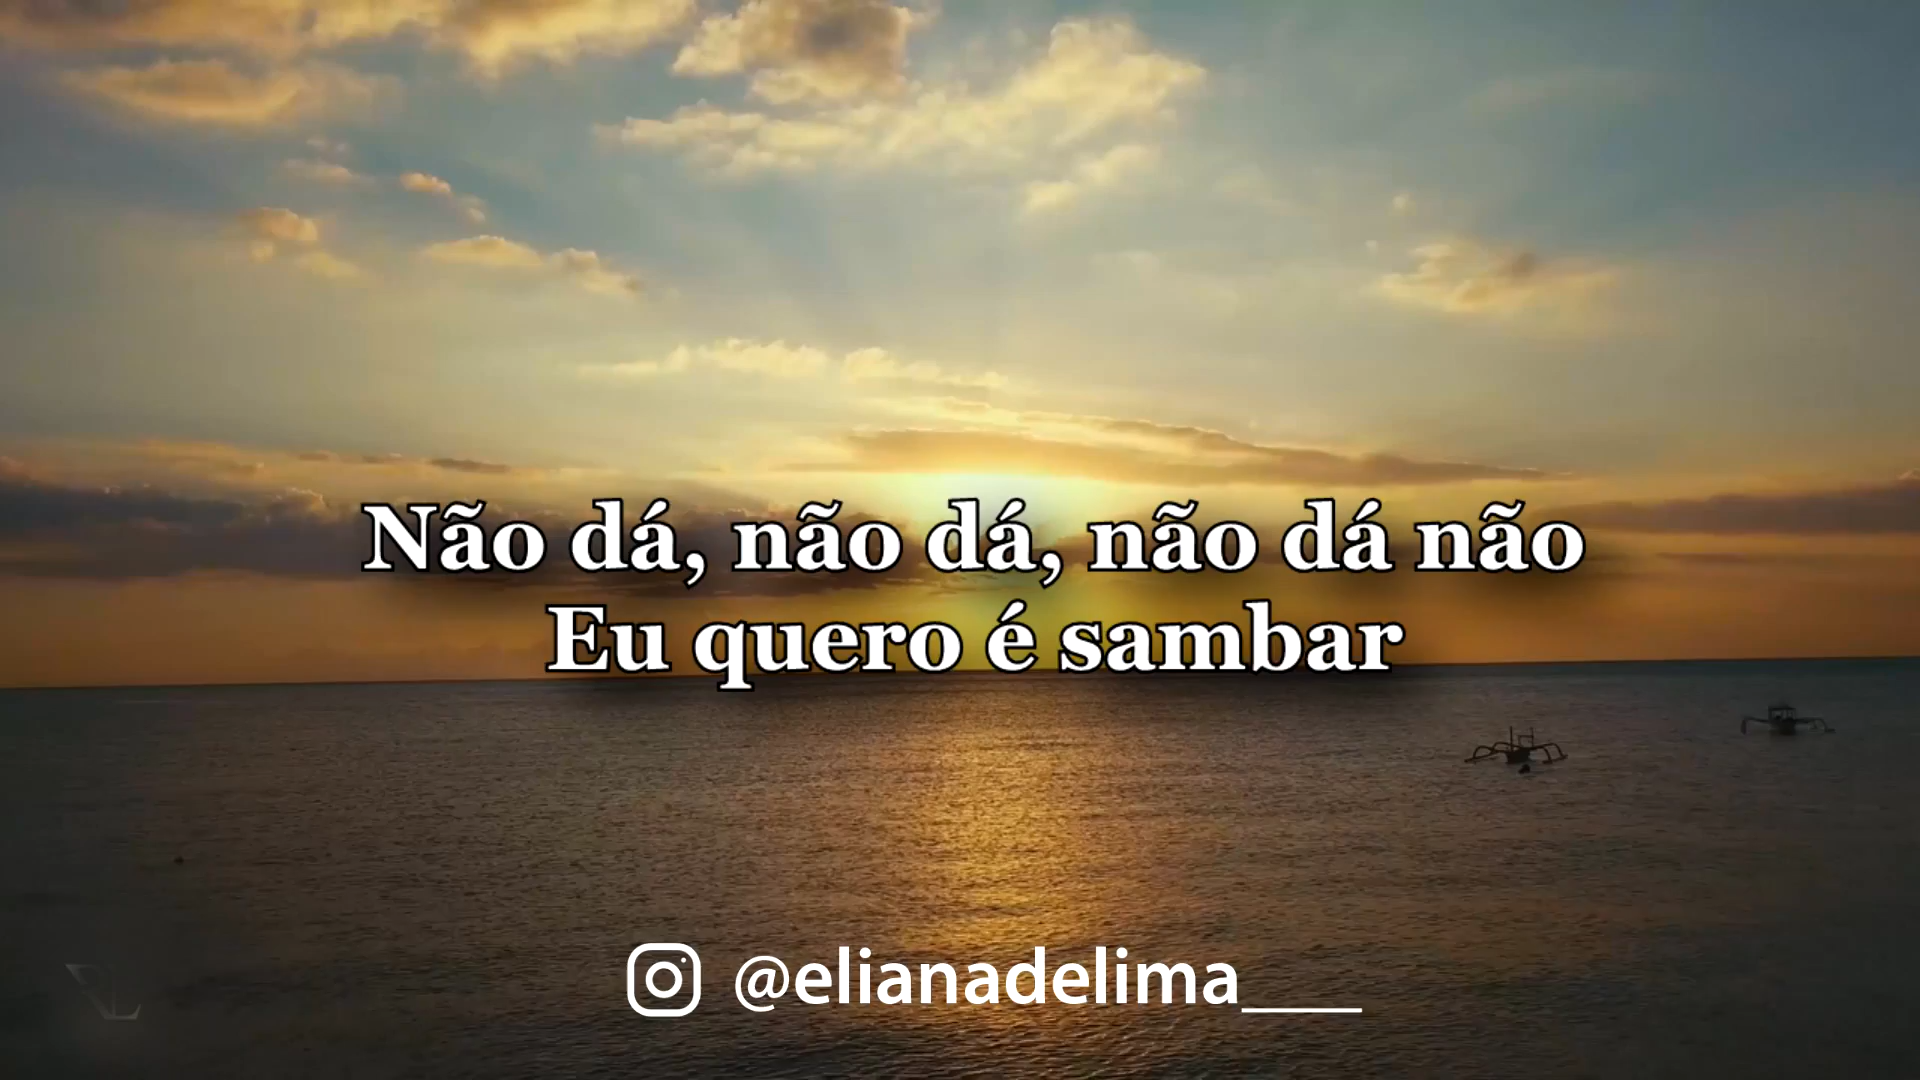 Não dá, não dá, não dá não
Eu quero é sambar
@elianadelima___